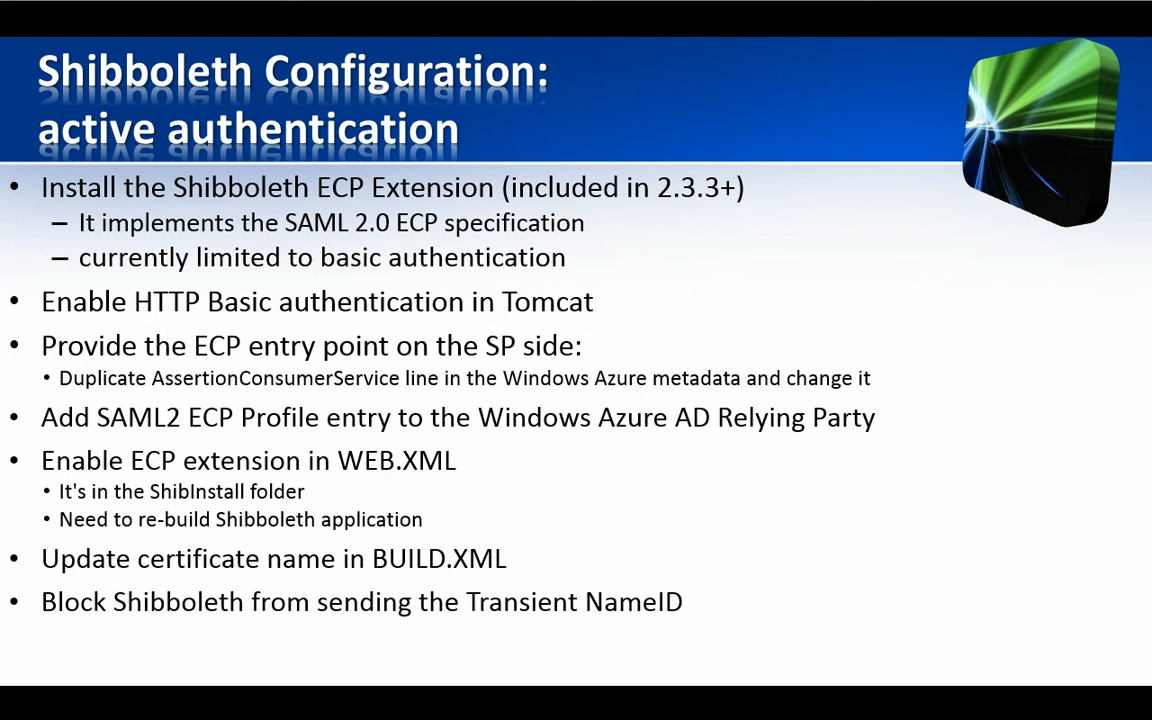 Shibboleth Configuration:
active authentication
• Install the Shibboleth ECP Extension (included in 2.3.3+)
– It implements the SAML 2.0 ECP specification
– currently limited to basic authentication
• Enable HTTP Basic authentication in Tomcat
• Provide the ECP entry point on the SP side:
• Duplicate AssertionConsumerService line in the Windows Azure metadata and change it
• Add SAML2 ECP Profile entry to the Windows Azure AD Relying Party
• Enable ECP extension in WEB.XML
• It's in the ShibInstall folder
• Need to re-build Shibboleth application
• Update certificate name in BUILD.XML
• Block Shibboleth from sending the Transient NameID